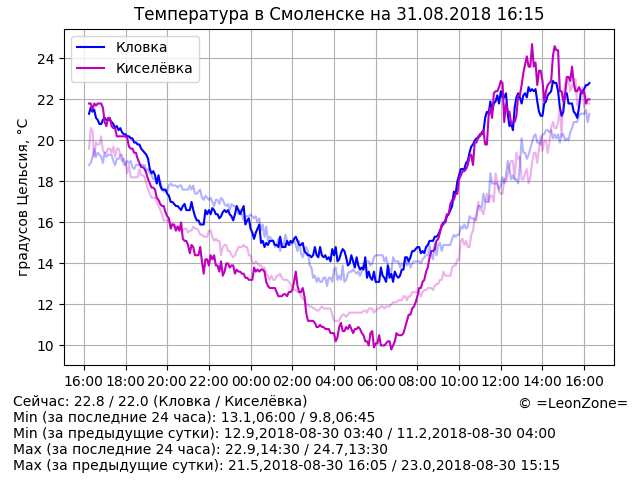 Температура в Смоленске на 31.08.2018 16:15
Кловка
Киселёвка
градусов Цельсия, °C
24
22
20
18
16
14
12
10
16:00 18:00 20:00 22:00 00:00 02:00 04:00 06:00 08:00 10:00 12:00 14:00 16:00
Сейчас: 22.8 / 22.0 (Кловка / Киселёвка)
© =LeonZone=
Min (за последние 24 часа): 13.1,06:00 / 9.8,06:45
Min (за предыдущие сутки): 12.9,2018-08-30 03:40 / 11.2,2018-08-30 04:00
Max (за последние 24 часа): 22.9,14:30 / 24.7,13:30
Max (за предыдущие сутки): 21.5,2018-08-30 16:05 / 23.0,2018-08-30 15:15